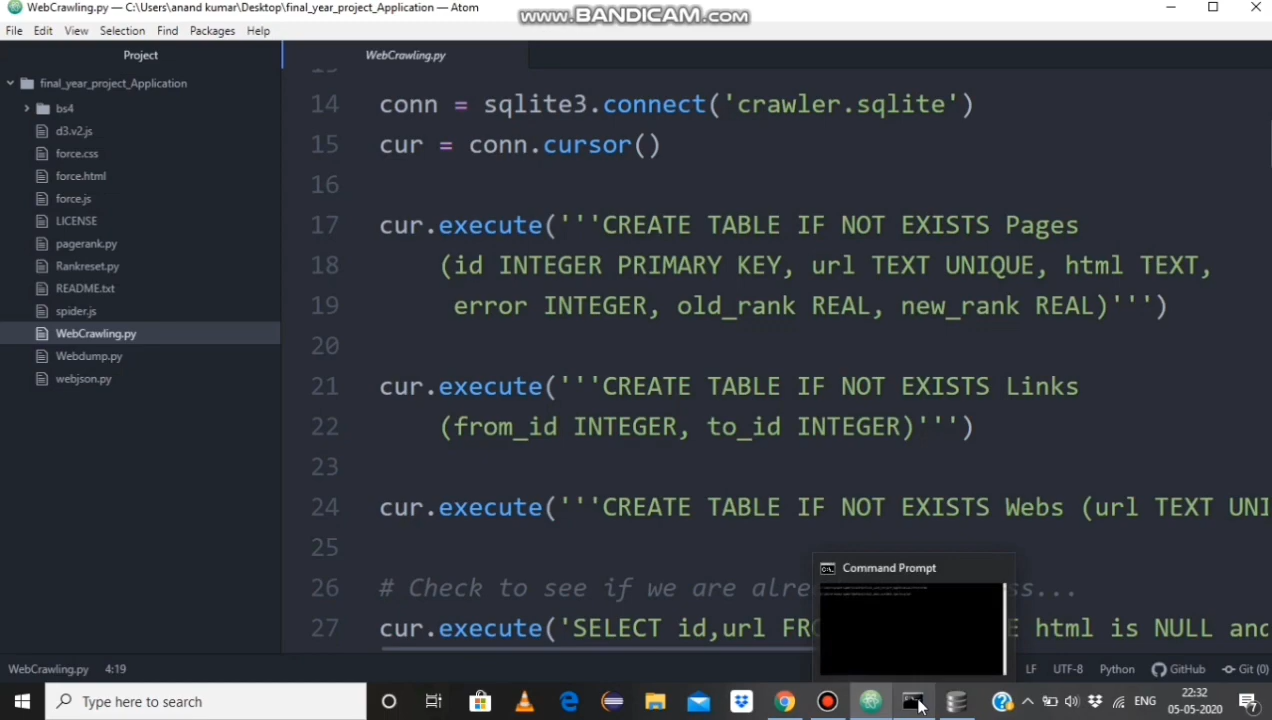 WebCrawling.py — C:\Users\anand kumar\Desktop\final_year_project_Application — Atom
www.BANDICAM.com
File Edit View Selection Find Packages Help
Project
WebCrawling.py
final_year_project_Application
bs4
d3.v2.js
force.css
force.html
force.js
LICENSE
pagerank.py
Rankreset.py
README.txt
spider.js
WebCrawling.py
Webdump.py
webjson.py
14 conn = sqlite3.connect('crawler.sqlite')
15 cur = conn.cursor()
16
17 cur.execute('''CREATE TABLE IF NOT EXISTS Pages
18 (id INTEGER PRIMARY KEY, url TEXT UNIQUE, html TEXT,
19 error INTEGER, old_rank REAL, new_rank REAL)''')
20
21 cur.execute('''CREATE TABLE IF NOT EXISTS Links
22 (from_id INTEGER, to_id INTEGER)''')
23
24 cur.execute('''CREATE TABLE IF NOT EXISTS Webs (url TEXT UNI
25
26 # Check to see if we are alre ss...
27 cur.execute('SELECT id,url FRO E html is NULL and
Command Prompt
WebCrawling.py 4:19
LF UTF-8 Python GitHub Git (0)
Type here to search
ENG
22:32
05-05-2020
7